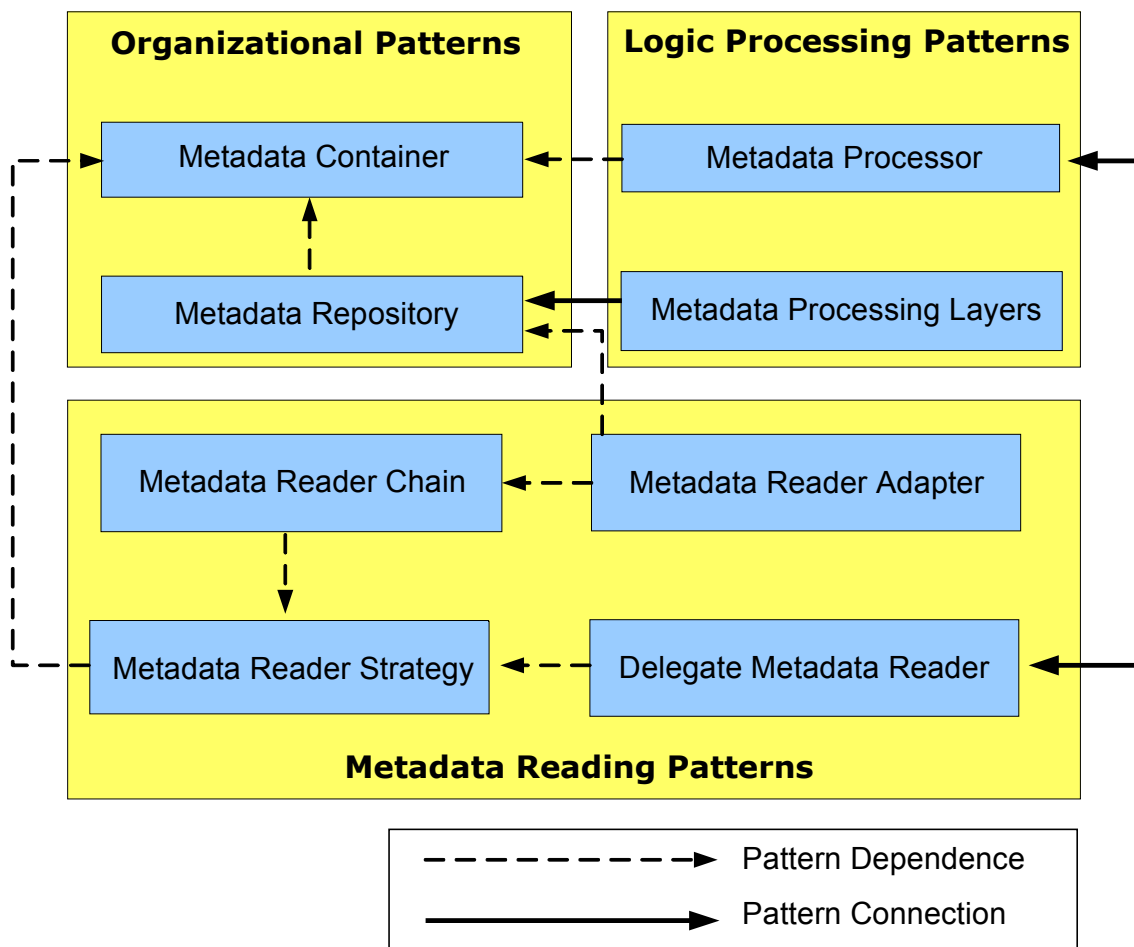 Organizational Patterns
Metadata Container
Metadata Repository
Logic Processing Patterns
Metadata Processor
Metadata Processing Layers
Metadata Reader Chain
Metadata Reader Adapter
Metadata Reader Strategy
Delegate Metadata Reader
Metadata Reading Patterns
Pattern Dependence
Pattern Connection